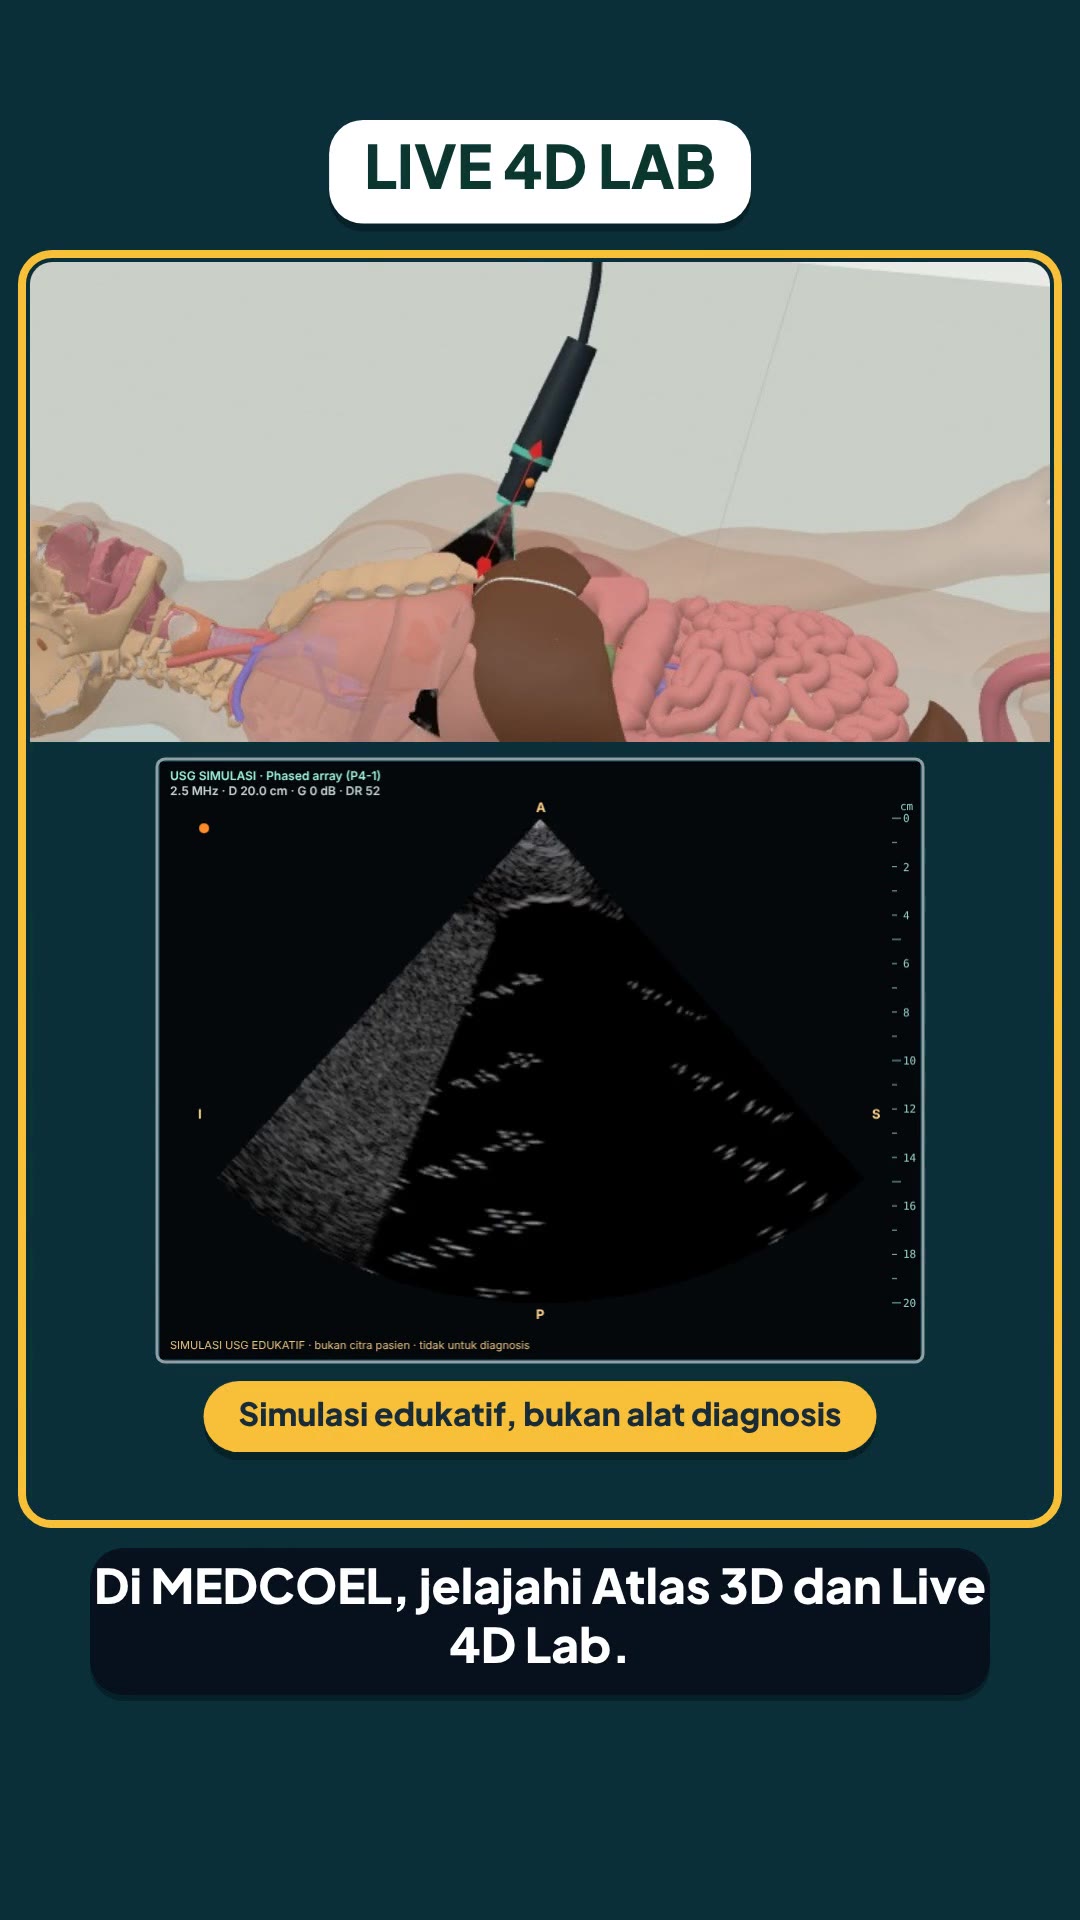 LIVE 4D LAB
USG SIMULASI · Phased array (P4-1)
2.5 MHz · D 20.0 cm · G 0 dB · DR 52
A
cm
0
2
4
6
8
10
I
S
12
14
16
18
20
P
SIMULASI USG EDUKATIF · bukan citra pasien · tidak untuk diagnosis
Simulasi edukatif, bukan alat diagnosis
Di MEDCOEL, jelajahi Atlas 3D dan Live
4D Lab.